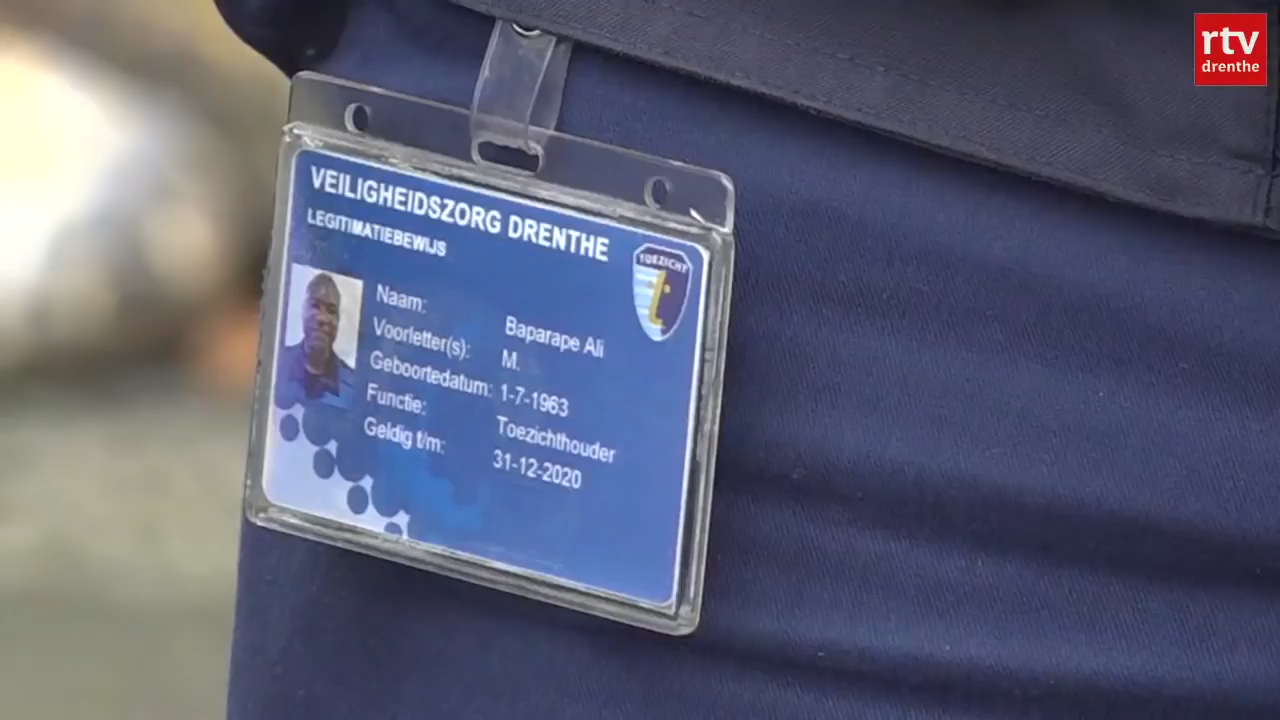 rtv
drenthe
VEILIGHEIDSZORG DRENTHE
LEGITIMATIEBEWIJS
TOEZICHT
t
Naam: Baparape Ali
Voorletter(s): M.
Geboortedatum: 1-7-1963
Functie: Toezichthouder
Geldig t/m: 31-12-2020